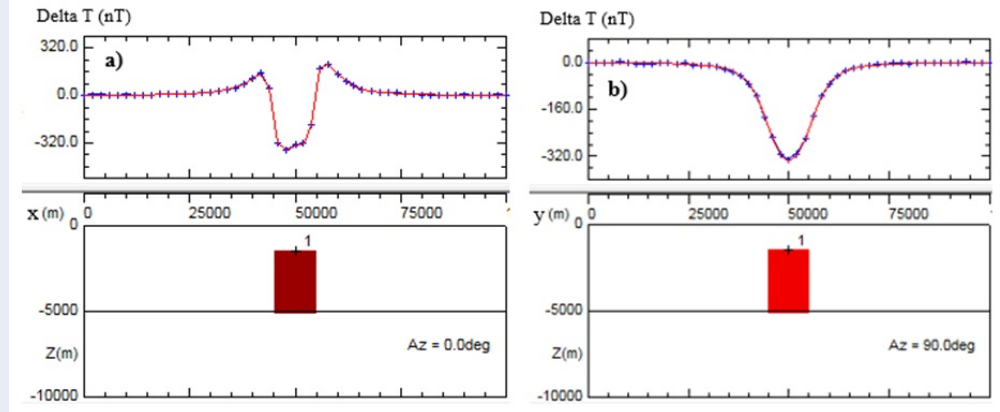 Delta T (nT)
320.0
a)
0.0
-320.0
x (m)
0
25000
50000
75000
0
1
-5000
Az = 0.0deg
Z(m)
-10000
Delta T (nT)
0.0
b)
-160.0
-320.0
y (m)
0
25000
50000
75000
0
1
-5000
Az = 90.0deg
Z(m)
-10000